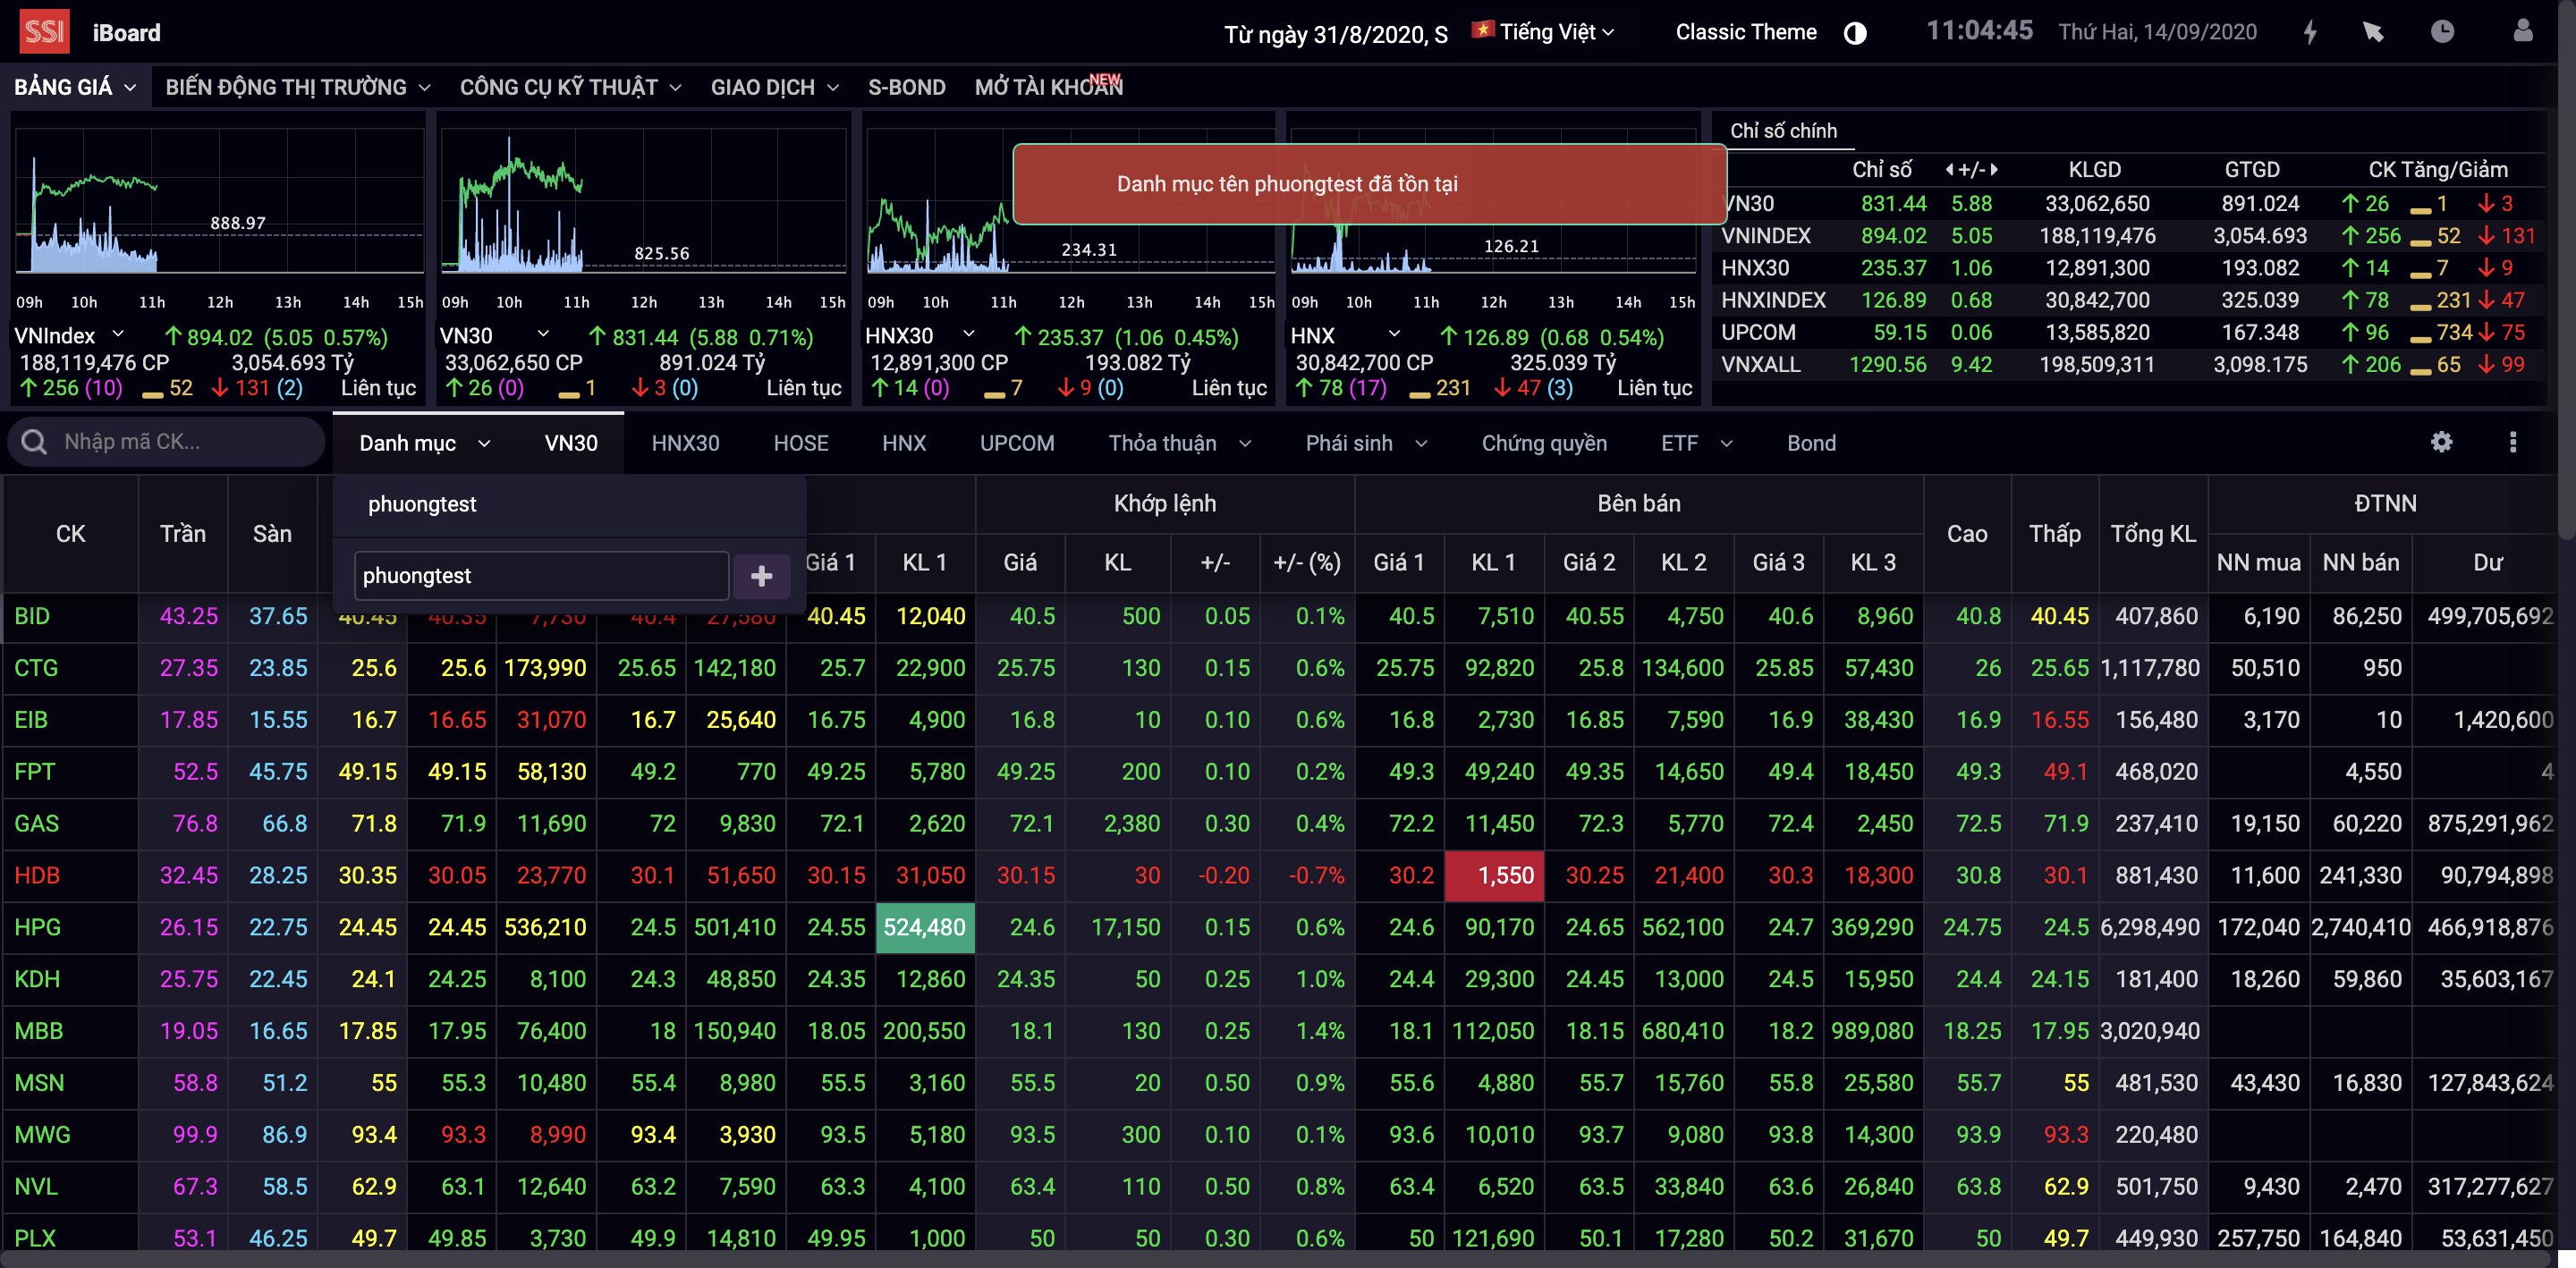 SSI iBoard Từ ngày 31/8/2020, S Tiếng Việt Classic Theme 11:04:45 Thứ Hai, 14/09/2020
BẢNG GIÁ BIẾN ĐỘNG THỊ TRƯỜNG CÔNG CỤ KỸ THUẬT GIAO DỊCH S-BOND MỞ TÀI KHOẢN NEW
888.97
09h 10h 11h 12h 13h 14h 15h
VNIndex 894.02 (5.05 0.57%)
188,119,476 CP 3,054.693 Tỷ
256 (10) 52 131 (2) Liên tục
825.56
09h 10h 11h 12h 13h 14h 15h
VN30 831.44 (5.88 0.71%)
33,062,650 CP 891.024 Tỷ
26 (0) 1 3 (0) Liên tục
234.31
09h 10h 11h 12h 13h 14h 15h
HNX30 235.37 (1.06 0.45%)
12,891,300 CP 193.082 Tỷ
14 (0) 7 9 (0) Liên tục
126.21
09h 10h 11h 12h 13h 14h 15h
HNX 126.89 (0.68 0.54%)
30,842,700 CP 325.039 Tỷ
78 (17) 231 47 (3) Liên tục
Danh mục tên phuongtest đã tồn tại
Chỉ số chính
Chỉ số +/- KLGD GTGD CK Tăng/Giảm
VN30 831.44 5.88 33,062,650 891.024 26 1 3
VNINDEX 894.02 5.05 188,119,476 3,054.693 256 52 131
HNX30 235.37 1.06 12,891,300 193.082 14 7 9
HNXINDEX 126.89 0.68 30,842,700 325.039 78 231 47
UPCOM 59.15 0.06 13,585,820 167.348 96 734 75
VNXALL 1290.56 9.42 198,509,311 3,098.175 206 65 99
Nhập mã CK... Danh mục VN30 HNX30 HOSE HNX UPCOM Thỏa thuận Phái sinh Chứng quyền ETF Bond
phuongtest
phuongtest
CK Trần Sàn Khớp lệnh Bên bán Cao Thấp Tổng KL ĐTNN
Giá 1 KL 1 Giá KL +/- +/- (%) Giá 1 KL 1 Giá 2 KL 2 Giá 3 KL 3 NN mua NN bán Dư
BID 43.25 37.65 40.45 40.35 7,730 40.4 27,580 40.45 12,040 40.5 500 0.05 0.1% 40.5 7,510 40.55 4,750 40.6 8,960 40.8 40.45 407,860 6,190 86,250 499,705,692
CTG 27.35 23.85 25.6 25.6 173,990 25.65 142,180 25.7 22,900 25.75 130 0.15 0.6% 25.75 92,820 25.8 134,600 25.85 57,430 26 25.65 1,117,780 50,510 950
EIB 17.85 15.55 16.7 16.65 31,070 16.7 25,640 16.75 4,900 16.8 10 0.10 0.6% 16.8 2,730 16.85 7,590 16.9 38,430 16.9 16.55 156,480 3,170 10 1,420,600
FPT 52.5 45.75 49.15 49.15 58,130 49.2 770 49.25 5,780 49.25 200 0.10 0.2% 49.3 49,240 49.35 14,650 49.4 18,450 49.3 49.1 468,020 4,550 4
GAS 76.8 66.8 71.8 71.9 11,690 72 9,830 72.1 2,620 72.1 2,380 0.30 0.4% 72.2 11,450 72.3 5,770 72.4 2,450 72.5 71.9 237,410 19,150 60,220 875,291,962
HDB 32.45 28.25 30.35 30.05 23,770 30.1 51,650 30.15 31,050 30.15 30 -0.20 -0.7% 30.2 1,550 30.25 21,400 30.3 18,300 30.8 30.1 881,430 11,600 241,330 90,794,898
HPG 26.15 22.75 24.45 24.45 536,210 24.5 501,410 24.55 524,480 24.6 17,150 0.15 0.6% 24.6 90,170 24.65 562,100 24.7 369,290 24.75 24.5 6,298,490 172,040 2,740,410 466,918,876
KDH 25.75 22.45 24.1 24.25 8,100 24.3 48,850 24.35 12,860 24.35 50 0.25 1.0% 24.4 29,300 24.45 13,000 24.5 15,950 24.4 24.15 181,400 18,260 59,860 35,603,167
MBB 19.05 16.65 17.85 17.95 76,400 18 150,940 18.05 200,550 18.1 130 0.25 1.4% 18.1 112,050 18.15 680,410 18.2 989,080 18.25 17.95 3,020,940
MSN 58.8 51.2 55 55.3 10,480 55.4 8,980 55.5 3,160 55.5 20 0.50 0.9% 55.6 4,880 55.7 15,760 55.8 25,580 55.7 55 481,530 43,430 16,830 127,843,624
MWG 99.9 86.9 93.4 93.3 8,990 93.4 3,930 93.5 5,180 93.5 300 0.10 0.1% 93.6 10,010 93.7 9,080 93.8 14,300 93.9 93.3 220,480
NVL 67.3 58.5 62.9 63.1 12,640 63.2 7,590 63.3 4,100 63.4 110 0.50 0.8% 63.4 6,520 63.5 33,840 63.6 26,840 63.8 62.9 501,750 9,430 2,470 317,277,627
PLX 53.1 46.25 49.7 49.85 3,730 49.9 14,810 49.95 1,000 50 50 0.30 0.6% 50 121,690 50.1 17,280 50.2 31,670 50 49.7 449,930 257,750 164,840 53,631,450